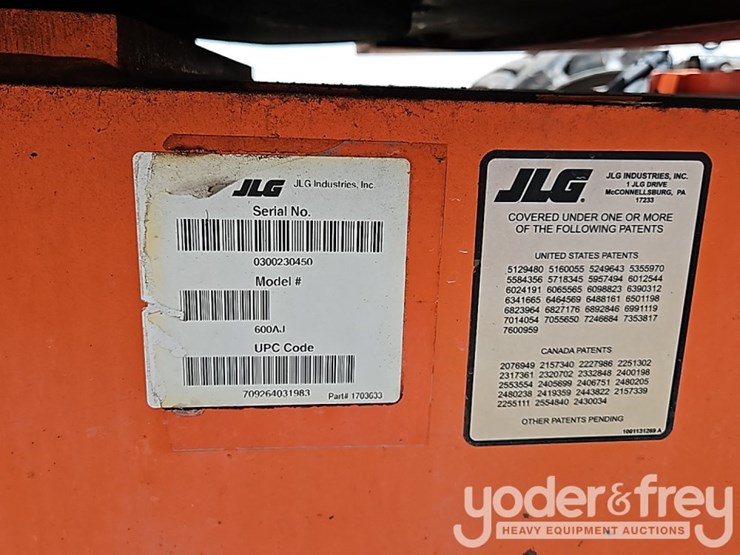 JLG JLG Industries, Inc.
Serial No.
0300230450
Model #
600AJ
UPC Code
709264031983 Part# 1703633
JLG JLG INDUSTRIES, INC.
1 JLG DRIVE
McCONNELLSBURG, PA
17233
COVERED UNDER ONE OR MORE
OF THE FOLLOWING PATENTS
UNITED STATES PATENTS
5129480 5160055 5249643 5355970
5584356 5718345 5957494 6012544
6024191 6065565 6098823 6390312
6341665 6464569 6488161 6501198
6823964 6827176 6892846 6991119
7014054 7055650 7246684 7353817
7600959
CANADA PATENTS
2076949 2157340 2227986 2251302
2317361 2320702 2332848 2400198
2553554 2405699 2406751 2480205
2480238 2419359 2443822 2157339
2255111 2554840 2430034
OTHER PATENTS PENDING
1001131269 A
yoder&frey
HEAVY EQUIPMENT AUCTIONS